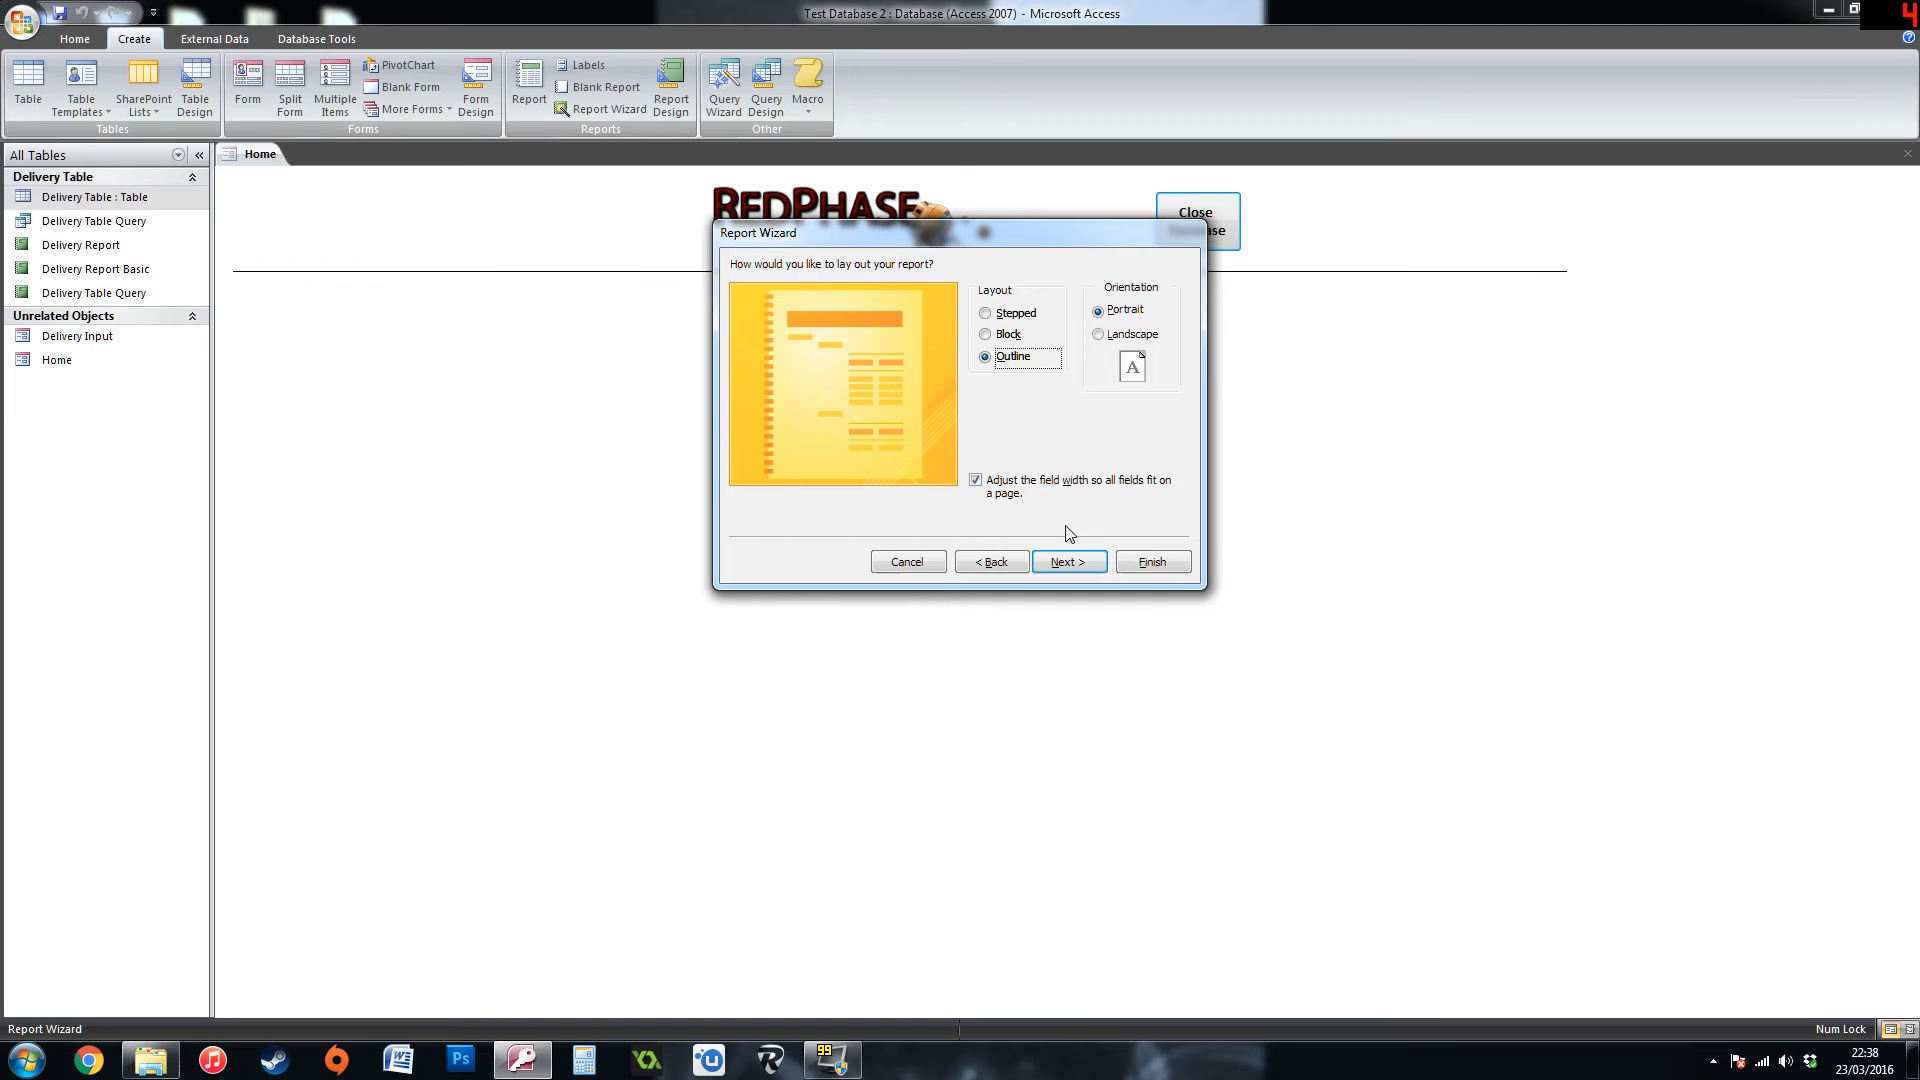 Test Database 2 : Database (Access 2007) - Microsoft Access
4
Home
Create
External Data
Database Tools
Table
Table
Templates
SharePoint
Lists
Table
Design
Tables
Form
Split
Form
Multiple
Items
PivotChart
Blank Form
More Forms
Form
Design
Forms
Report
Labels
Blank Report
Report Wizard
Report
Design
Reports
Query
Wizard
Query
Design
Macro
Other
All Tables
Home
Delivery Table
Delivery Table : Table
Delivery Table Query
Delivery Report
Delivery Report Basic
Delivery Table Query
Unrelated Objects
Delivery Input
Home
REDPHASE
Close
Report Wizard
How would you like to lay out your report?
Layout
Stepped
Block
Outline
Orientation
Portrait
Landscape
A
Adjust the field width so all fields fit on
a page.
Cancel
< Back
Next >
Finish
Report Wizard
Num Lock
Ps
99
22:38
23/03/2016